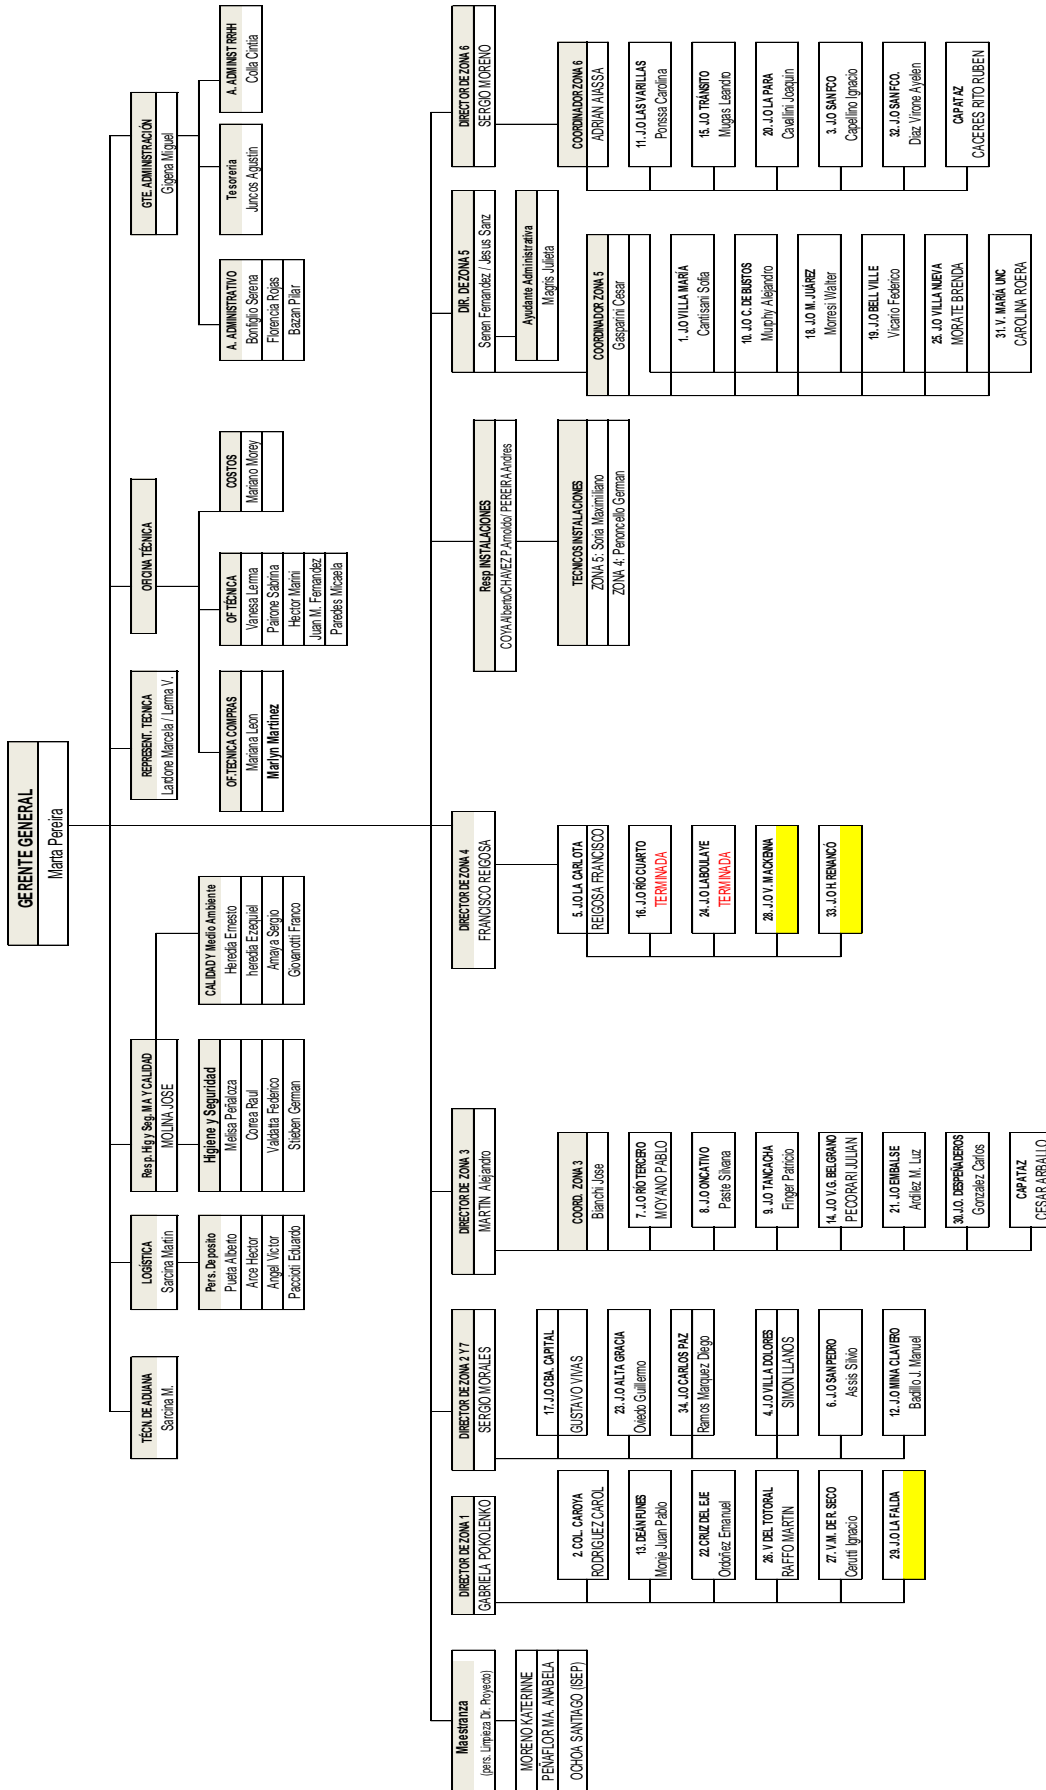 GERENTE GENERAL
Marta Pereira
TÉCN. DE ADUANA
Sarcina M.
LOGÍSTICA
Sarcina Martín
Pers. Deposito
Pueta Alberto
Arce Hector
Angel Victor
Paccioti Eduardo
Resp. Hig y Seg. MA Y CALIDAD
MOLINA JOSE
Higiene y Seguridad
Melisa Peñaloza
Correa Raul
Valdatta Federico
Stieben German
CALIDAD Y Medio Ambiente
Heredia Ernesto
heredia Ezequiel
Amaya Sergio
Giovanotti Franco
REPRESENT. TECNICA
Lardone Marcela / Lerma V.
OFICINA TÉCNICA
OF.TECNICA COMPRAS
Mariana Leon
Marlyn Martinez
OF TÉCNICA
Vanesa Lerma
Pairone Sabrina
Hector Marini
Juan M. Fernandez
Paredes Micaela
COSTOS
Mariano Morey
GTE. ADMINISTRACIÓN
Gigena Miguel
A. ADMINISTRATIVO
Bonfiglio Serena
Florencia Rojas
Bazan Pilar
Tesoreria
Juncos Agustin
A. ADMINIST RRHH
Colla Cintia
Maestranza
(pers. Limpieza Dir. Proyecto)
MORENO KATERINNE
PEÑAFLOR MA. ANABELA
OCHOA SANTIAGO (ISEP)
DIRECTOR DE ZONA 1
GABRIELA POKOLENKO
2. COL. CAROYA
RODRIGUEZ CAROL
13. DEÁN FUNES
Monje Juan Pablo
22 CRUZ DEL EJE
Ordoñez Emanuel
26. V DEL TOTORAL
RAFFO MARTIN
27. V.M. DE R. SECO
Cerutti Ignacio
29. J.O LA FALDA
DIRECTOR DE ZONA 2 Y 7
SERGIO MORALES
17. J.O CBA. CAPITAL
GUSTAVO VIVAS
23. J.O ALTA GRACIA
Oviedo Guillermo
34. J.O CARLOS PAZ
Ramos Marquez Diego
4. J.O VILLA DOLORES
SIMON LLANOS
6. J.O SAN PEDRO
Assis Silvio
12. J.O MINA CLAVERO
Badillo J. Manuel
DIRECTOR DE ZONA 3
MARTIN Alejandro
COORD. ZONA 3
Bianchi Jose
7. J.O RÍO TERCERO
MOYANO PABLO
8. J.O ONCATIVO
Paste Silvana
9. J.O TANCACHA
Finger Patricio
14. J.O V.G. BELGRANO
PECORARI JULIAN
21. J.O EMBALSE
Ardilez M. Luz
30.J.O. DESPEÑADEROS
Gonzalez Carlos
CAPATAZ
CESAR ARBALLO
DIRECTOR DE ZONA 4
FRANCISCO REIGOSA
5. J.O LA CARLOTA
REIGOSA FRANCISCO
16. J.O RÍO CUARTO
TERMINADA
24. J.O LABOULAYE
TERMINADA
28. J.O V. MACKENNA
33. J.O H. RENANCÓ
Resp INSTALACIONES
COYA Alberto/CHAVEZ P. Arnoldo/ PEREIRA Andres
TECNICOS INSTALACIONES
ZONA 5: Soria Maximiliano
ZONA 4: Penoncello German
DIR. DE ZONA 5
Senen Fernandez / Jesus Sanz
Ayudante Administrativa
Magris Julieta
COORDINADOR ZONA 5
Gasparini Cesar
1. J.O VILLA MARÍA
Cantisani Sofia
10. J.O C. DE BUSTOS
Murphy Alejandro
18. J.O M. JUÁREZ
Morresi Walter
19. J.O BELL VILLE
Vicario Federico
25. J.O VILLA NUEVA
MORATE BRENDA
31. V. MARÍA UNC
CAROLINA ROERA
DIRECTOR DE ZONA 6
SERGIO MORENO
COORDINADOR ZONA 6
ADRIAN AIASSA
11. J.O LAS VARILLAS
Ponssa Carolina
15. J.O TRÁNSITO
Mugas Leandro
20. J.O LA PARA
Cavallini Joaquin
3. J.O SAN FCO
Capellino Ignacio
32. J.O SAN FCO.
Diaz Virone Ayelen
CAPATAZ
CACERES RITO RUBEN